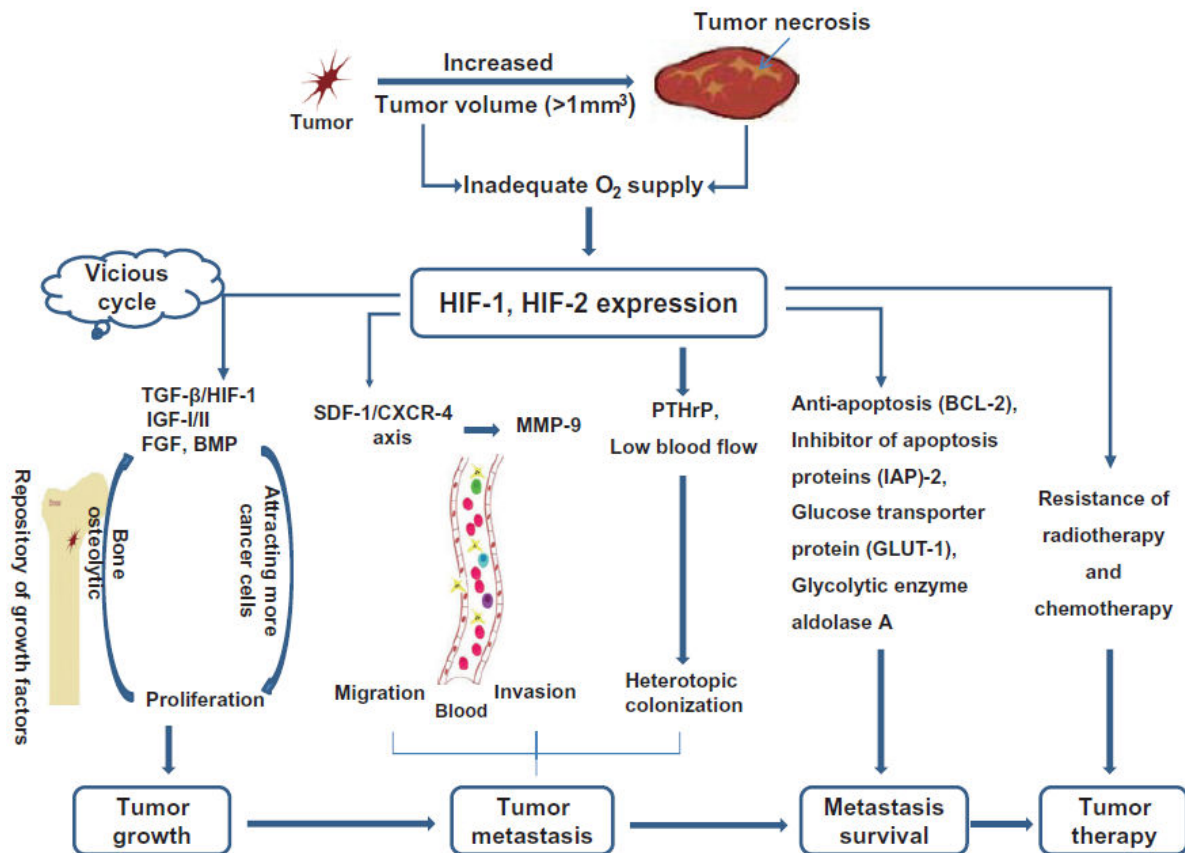 Tumor necrosis
Increased
Tumor volume (>1mm³)
Tumor
Inadequate O₂ supply
Vicious
cycle
HIF-1, HIF-2 expression
TGF-β/HIF-1
IGF-I/II
FGF, BMP
SDF-1/CXCR-4
axis
MMP-9
PTHrP,
Low blood flow
Anti-apoptosis (BCL-2),
Inhibitor of apoptosis
proteins (IAP)-2,
Glucose transporter
protein (GLUT-1),
Glycolytic enzyme
aldolase A
Resistance of
radiotherapy
and
chemotherapy
Repository of growth factors
Bone
osteolytic
Attracting more
cancer cells
Proliferation
Migration
Blood
Invasion
Heterotopic
colonization
Tumor
growth
Tumor
metastasis
Metastasis
survival
Tumor
therapy